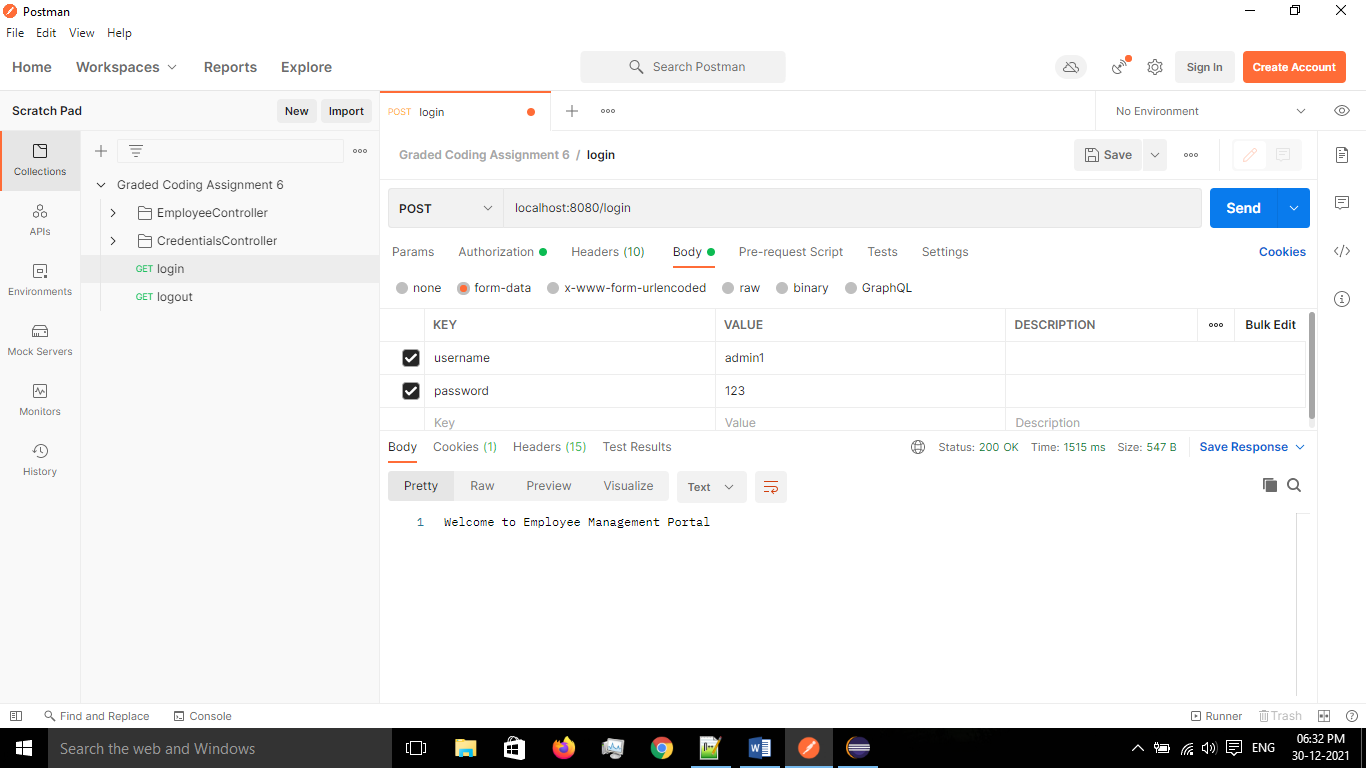 Postman
File Edit View Help
Home Workspaces Reports Explore Search Postman Sign In Create Account
Scratch Pad New Import POST login No Environment
Graded Coding Assignment 6 / login Save
Collections
APIs
Environments
Mock Servers
Monitors
History
Graded Coding Assignment 6
EmployeeController
CredentialsController
GET login
GET logout
POST localhost:8080/login Send
Params Authorization Headers (10) Body Pre-request Script Tests Settings Cookies
none form-data x-www-form-urlencoded raw binary GraphQL
KEY VALUE DESCRIPTION Bulk Edit
username admin1
password 123
Key Value Description
Body Cookies (1) Headers (15) Test Results Status: 200 OK Time: 1515 ms Size: 547 B Save Response
Pretty Raw Preview Visualize Text
1 Welcome to Employee Management Portal
Find and Replace Console Runner Trash
Search the web and Windows ENG 06:32 PM
30-12-2021